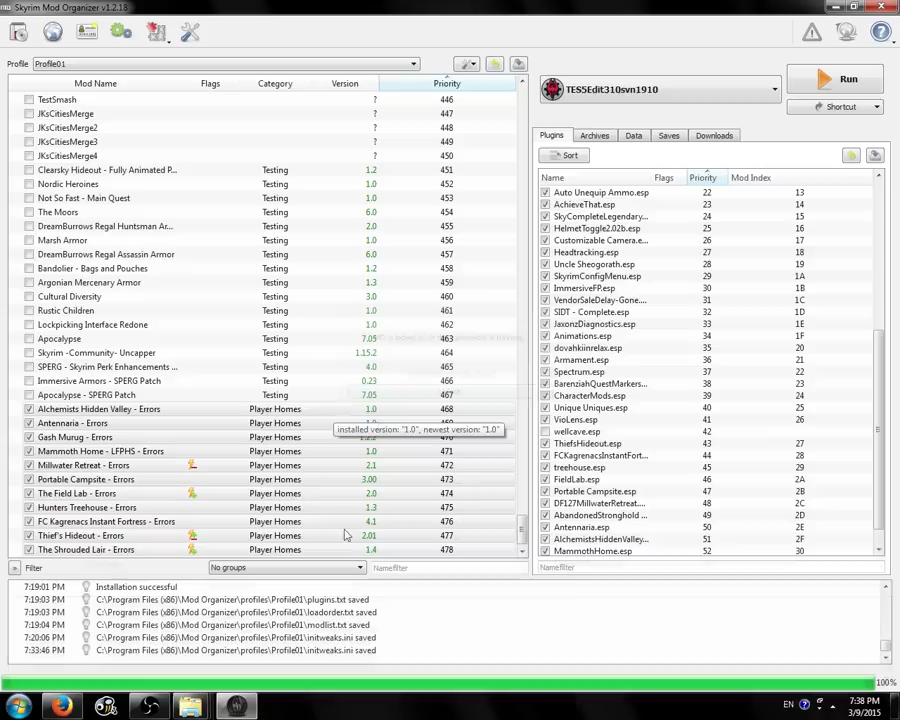 Skyrim Mod Organizer v1.2.18
Profile Profile01
Mod Name Flags Category Version Priority
TestSmash ? 446
JKsCitiesMerge ? 447
JKsCitiesMerge2 ? 448
JKsCitiesMerge3 ? 449
JKsCitiesMerge4 ? 450
Clearsky Hideout - Fully Animated P... Testing 1.2 451
Nordic Heroines Testing 1.0 452
Not So Fast - Main Quest Testing 1.0 453
The Moors Testing 6.0 454
DreamBurrows Regal Huntsman Ar... Testing 2.0 455
Marsh Armor Testing 1.0 456
DreamBurrows Regal Assassin Armor Testing 6.0 457
Bandolier - Bags and Pouches Testing 1.2 458
Argonian Mercenary Armor Testing 1.3 459
Cultural Diversity Testing 3.0 460
Rustic Children Testing 1.0 461
Lockpicking Interface Redone Testing 1.0 462
Apocalypse Testing 7.05 463
Skyrim -Community- Uncapper Testing 1.15.2 464
SPERG - Skyrim Perk Enhancements ... Testing 4.0 465
Immersive Armors - SPERG Patch Testing 0.23 466
Apocalypse - SPERG Patch Testing 7.05 467
Alchemists Hidden Valley - Errors Player Homes 1.0 468
Antennaria - Errors Player Homes
installed version: "1.0", newest version: "1.0"
Gash Murug - Errors Player Homes
Mammoth Home - LFPHS - Errors Player Homes 1.0 471
Millwater Retreat - Errors Player Homes 2.1 472
Portable Campsite - Errors Player Homes 3.00 473
The Field Lab - Errors Player Homes 2.0 474
Hunters Treehouse - Errors Player Homes 1.3 475
FC Kagrenacs Instant Fortress - Errors Player Homes 4.1 476
Thief's Hideout - Errors Player Homes 2.01 477
The Shrouded Lair - Errors Player Homes 1.4 478
Filter No groups Namefilter
TES5Edit310svn1910
Run
Shortcut
Plugins Archives Data Saves Downloads
Sort
Name Flags Priority Mod Index
Auto Unequip Ammo.esp 22 13
AchieveThat.esp 23 14
SkyCompleteLegendary... 24 15
HelmetToggle2.02b.esp 25 16
Customizable Camera.e... 26 17
Headtracking.esp 27 18
Uncle Sheogorath.esp 28 19
SkyrimConfigMenu.esp 29 1A
ImmersiveFP.esp 30 1B
VendorSaleDelay-Gone.... 31 1C
SIDT - Complete.esp 32 1D
JaxonzDiagnostics.esp 33 1E
Animations.esp 34 1F
dovahkiinrelax.esp 35 20
Armament.esp 36 21
Spectrum.esp 37 22
BarenziahQuestMarkers... 38 23
CharacterMods.esp 39 24
Unique Uniques.esp 40 25
VioLens.esp 41 26
wellcave.esp 42
ThiefsHideout.esp 43 27
FCKagrenacsInstantFort... 44 28
treehouse.esp 45 29
FieldLab.esp 46 2A
Portable Campsite.esp 47 2B
DF127MillwaterRetreat.... 48 2C
AbandonedStronghold ... 49 2D
Antennaria.esp 50 2E
AlchemistsHiddenValley... 51 2F
MammothHome.esp 52 30
Namefilter
7:19:01 PM Installation successful
7:19:03 PM C:\Program Files (x86)\Mod Organizer\profiles\Profile01\plugins.txt saved
7:19:03 PM C:\Program Files (x86)\Mod Organizer\profiles\Profile01\loadorder.txt saved
7:19:04 PM C:\Program Files (x86)\Mod Organizer\profiles\Profile01\modlist.txt saved
7:20:06 PM C:\Program Files (x86)\Mod Organizer\profiles\Profile01\initweaks.ini saved
7:33:46 PM C:\Program Files (x86)\Mod Organizer\profiles\Profile01\initweaks.ini saved
100%
EN 7:38 PM
3/9/2015